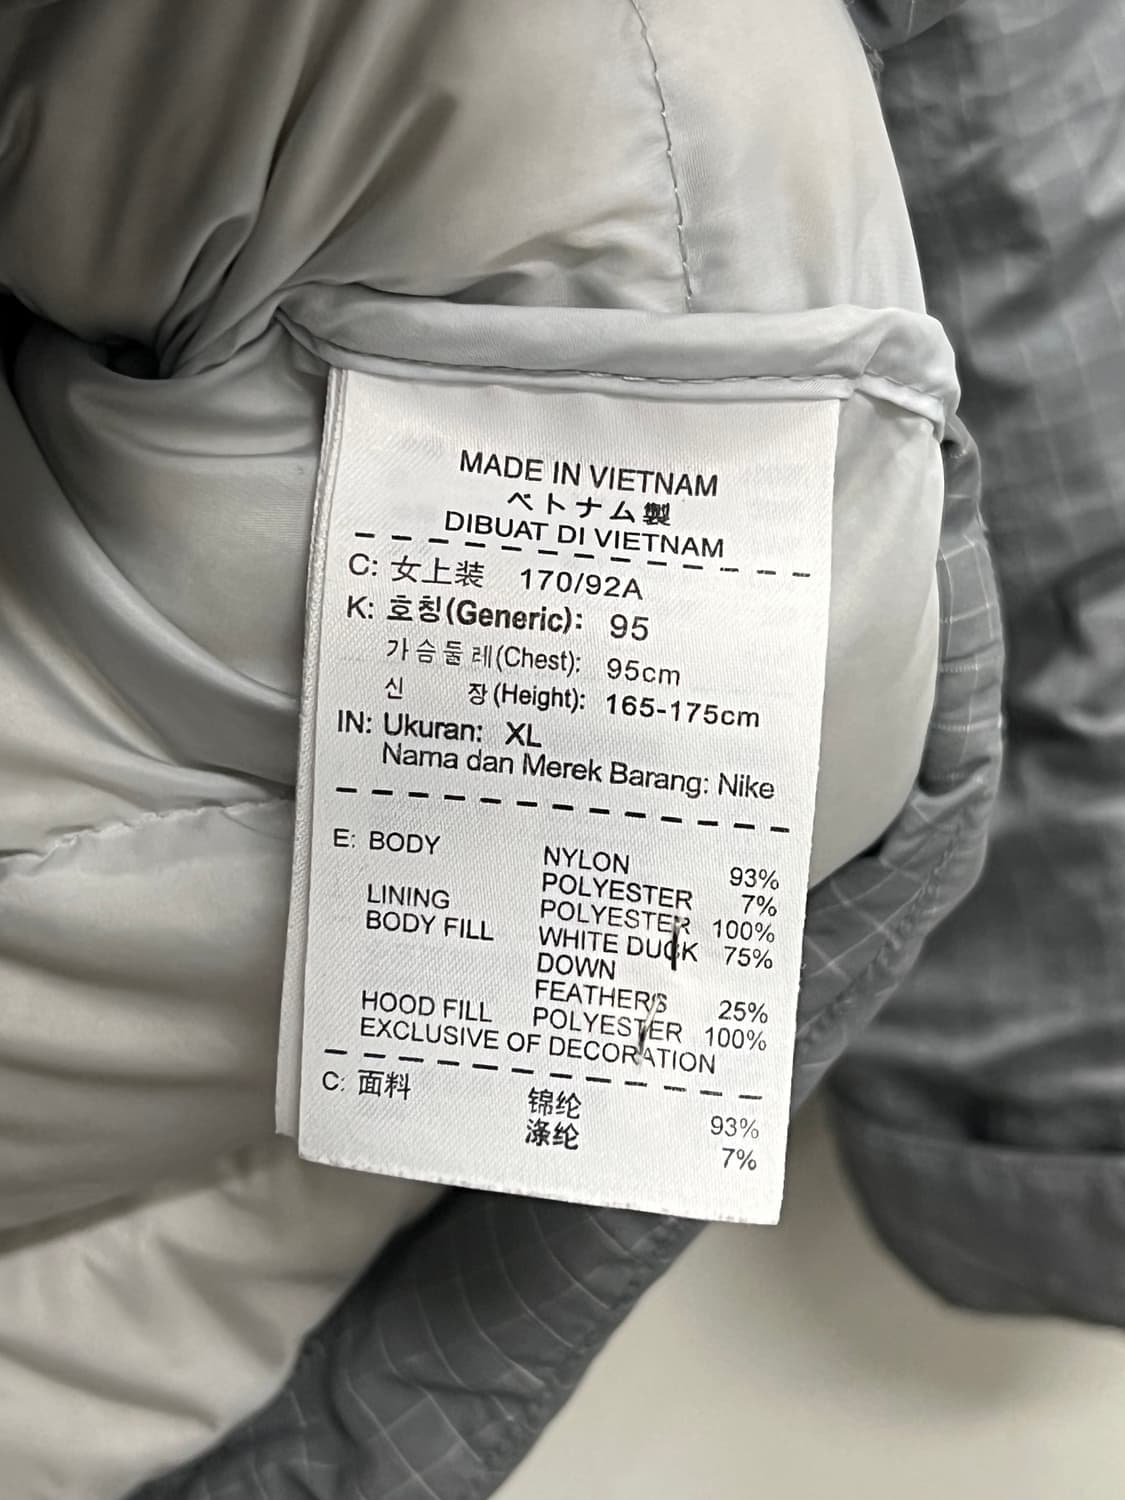 MADE IN VIETNAM
ベトナム製
DIBUAT DI VIETNAM
C: 女上装 170/92A
K: 호칭(Generic): 95
가슴둘레(Chest): 95cm
신 장(Height): 165-175cm
IN: Ukuran: XL
Nama dan Merek Barang: Nike
E: BODY NYLON 93%
POLYESTER 7%
LINING POLYESTER 100%
BODY FILL WHITE DUCK 75%
DOWN
FEATHERS 25%
HOOD FILL POLYESTER 100%
EXCLUSIVE OF DECORATION
C: 面料 锦纶 93%
涤纶 7%